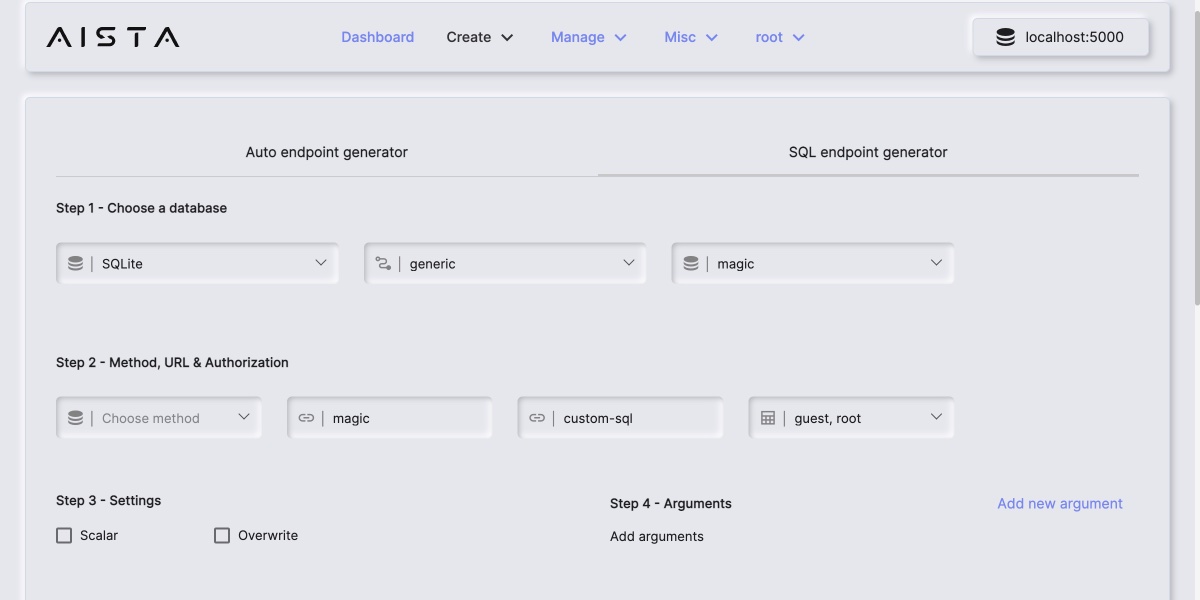 AISTA Dashboard Create Manage Misc root localhost:5000
Auto endpoint generator SQL endpoint generator
Step 1 - Choose a database
SQLite generic magic
Step 2 - Method, URL & Authorization
Choose method magic custom-sql guest, root
Step 3 - Settings
Scalar Overwrite
Step 4 - Arguments Add new argument
Add arguments